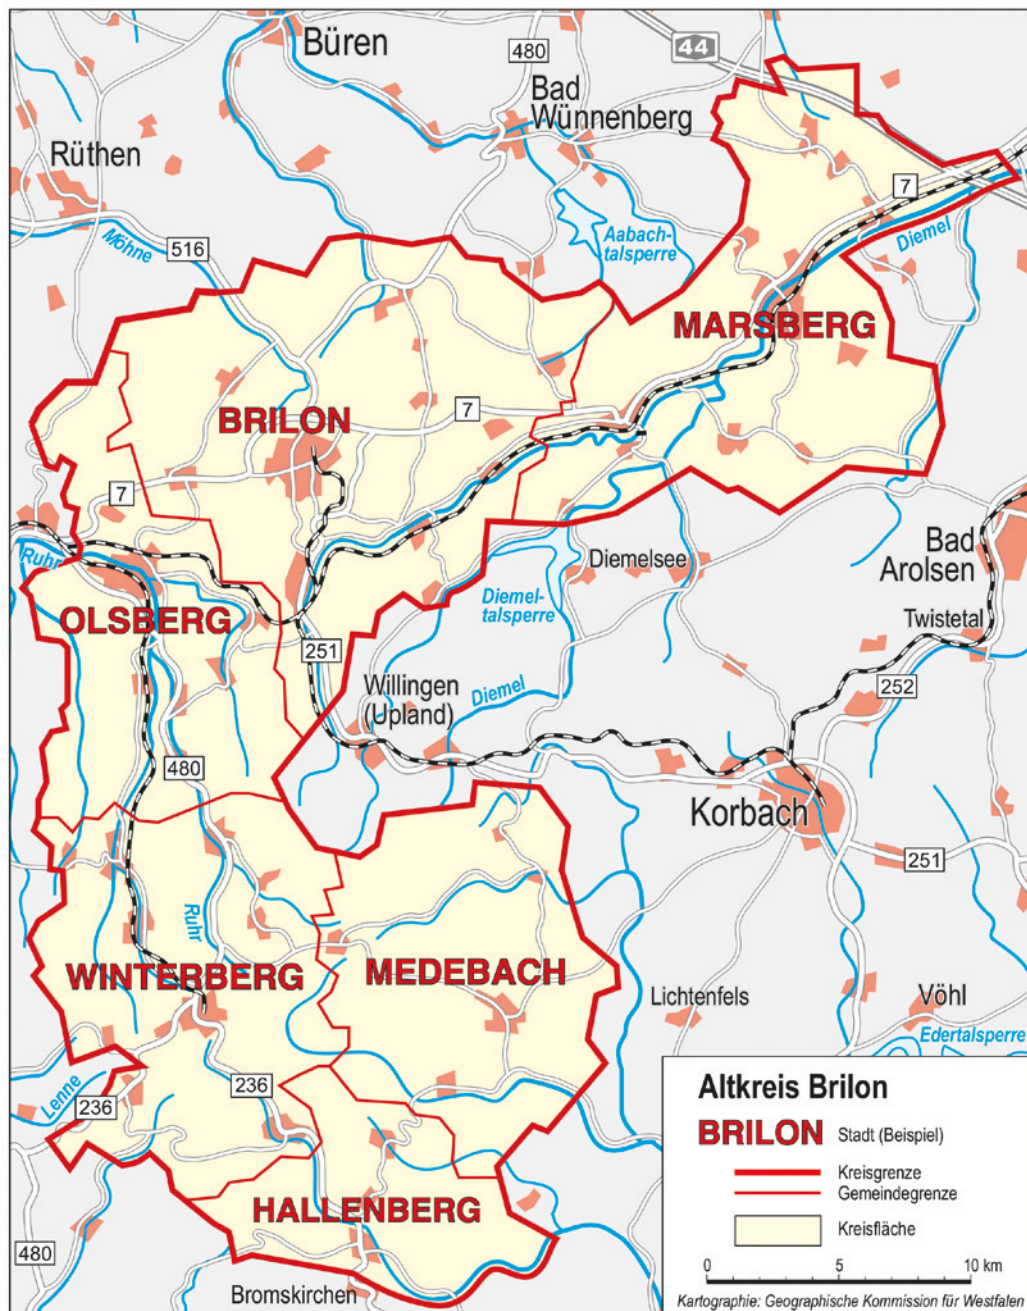 Büren
44
480
Bad
Wünnenberg
Rüthen
7
Möhne
516
Aabach-
talsperre
Diemel
MARSBERG
BRILON
7
7
Ruhr
Diemelsee
Bad
Arolsen
Diemel-
talsperre
OLSBERG
Twistetal
251
Willingen
(Upland)
Diemel
252
480
Korbach
251
Ruhr
WINTERBERG
MEDEBACH
Lichtenfels
Vöhl
Edertalsperre
Lenne
236
236
HALLENBERG
480
Bromskirchen
Altkreis Brilon
BRILON Stadt (Beispiel)
Kreisgrenze
Gemeindegrenze
Kreisfläche
0 5 10 km
Kartographie: Geographische Kommission für Westfalen